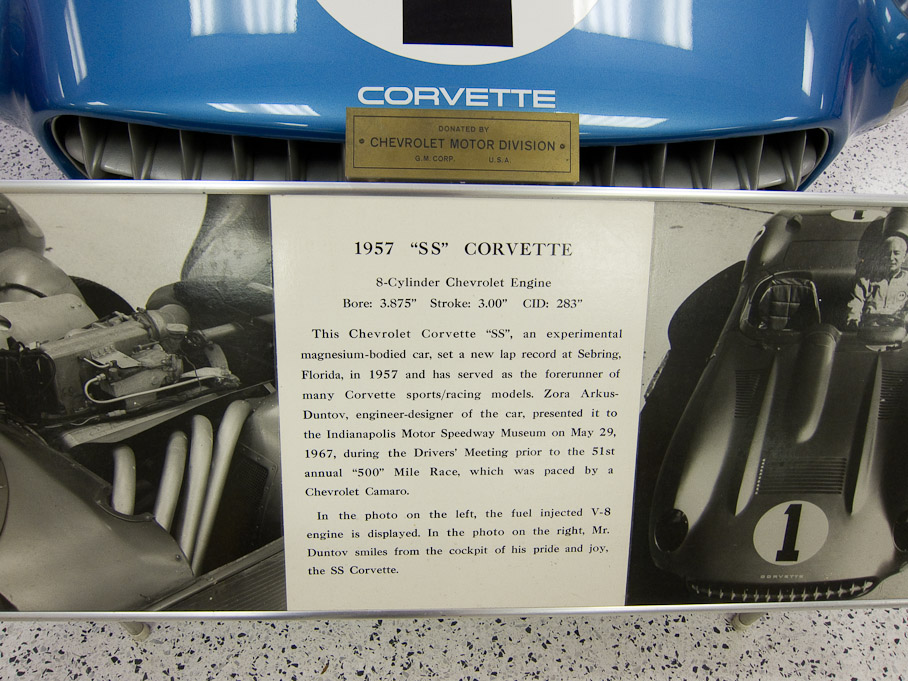 CORVETTE
DONATED BY
CHEVROLET MOTOR DIVISION
G.M. CORP. U.S.A.
1957 “SS” CORVETTE
8-Cylinder Chevrolet Engine
Bore: 3.875” Stroke: 3.00” CID: 283”
This Chevrolet Corvette “SS”, an experimental
magnesium-bodied car, set a new lap record at Sebring,
Florida, in 1957 and has served as the forerunner of
many Corvette sports/racing models. Zora Arkus-
Duntov, engineer-designer of the car, presented it to
the Indianapolis Motor Speedway Museum on May 29,
1967, during the Drivers’ Meeting prior to the 51st
annual “500” Mile Race, which was paced by a
Chevrolet Camaro.
In the photo on the left, the fuel injected V-8
engine is displayed. In the photo on the right, Mr.
Duntov smiles from the cockpit of his pride and joy,
the SS Corvette.
1
CORVETTE